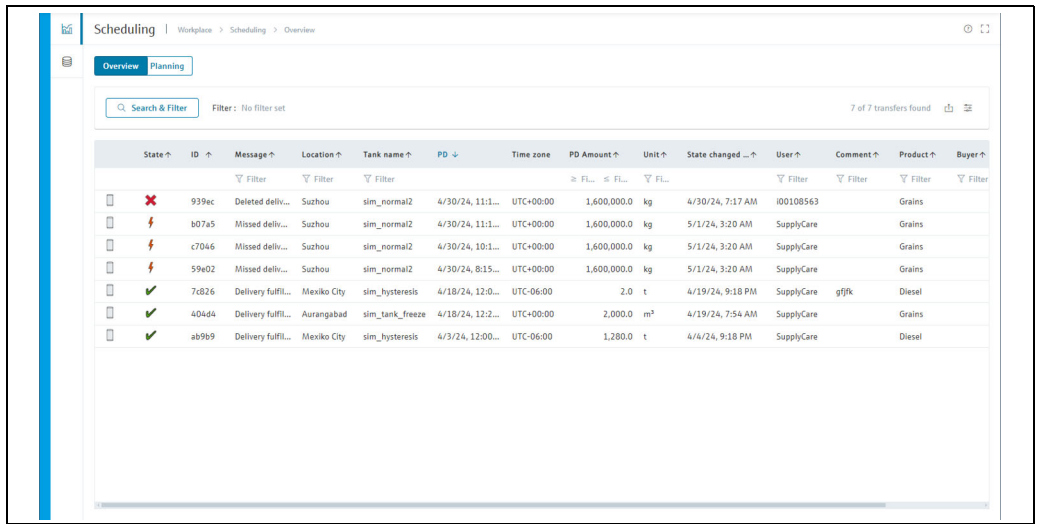 Scheduling | Workplace > Scheduling > Overview
Overview Planning
Search & Filter Filter : No filter set 7 of 7 transfers found
State ID Message Location Tank name PD Time zone PD Amount Unit State changed ... User Comment Product Buyer
Filter Filter Filter ≥ Fi... ≤ Fi... Fi... Filter Filter Filter Filter
939ec Deleted deliv... Suzhou sim_normal2 4/30/24, 11:1... UTC+00:00 1,600,000.0 kg 4/30/24, 7:17 AM i00108563 Grains
b07a5 Missed deliv... Suzhou sim_normal2 4/30/24, 11:1... UTC+00:00 1,600,000.0 kg 5/1/24, 3:20 AM SupplyCare Grains
c7046 Missed deliv... Suzhou sim_normal2 4/30/24, 10:1... UTC+00:00 1,600,000.0 kg 5/1/24, 3:20 AM SupplyCare Grains
59e02 Missed deliv... Suzhou sim_normal2 4/30/24, 8:15... UTC+00:00 1,600,000.0 kg 5/1/24, 3:20 AM SupplyCare Grains
7c826 Delivery fulfil... Mexiko City sim_hysteresis 4/18/24, 12:0... UTC-06:00 2.0 t 4/19/24, 9:18 PM SupplyCare gfjfk Diesel
404d4 Delivery fulfil... Aurangabad sim_tank_freeze 4/18/24, 12:2... UTC+00:00 2,000.0 m³ 4/19/24, 7:54 AM SupplyCare Grains
ab9b9 Delivery fulfil... Mexiko City sim_hysteresis 4/3/24, 12:00... UTC-06:00 1,280.0 t 4/4/24, 9:18 PM SupplyCare Diesel